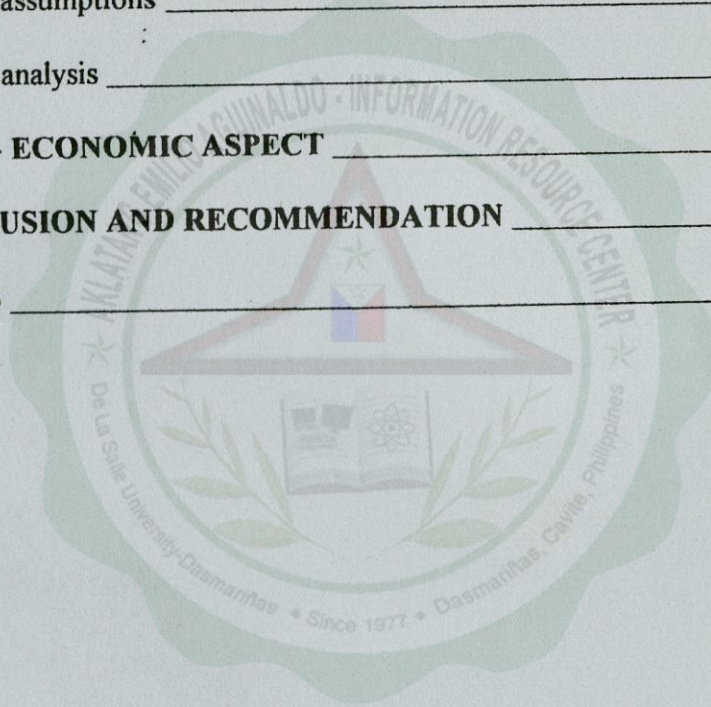 assumptions
analysis
ECONOMIC ASPECT
USION AND RECOMMENDATION
★ AKLATANG EMILIO AGUINALDO - INFORMATION RESOURCE CENTER ★
De La Salle University-Dasmariñas • Since 1977 • Dasmariñas, Cavite, Philippines